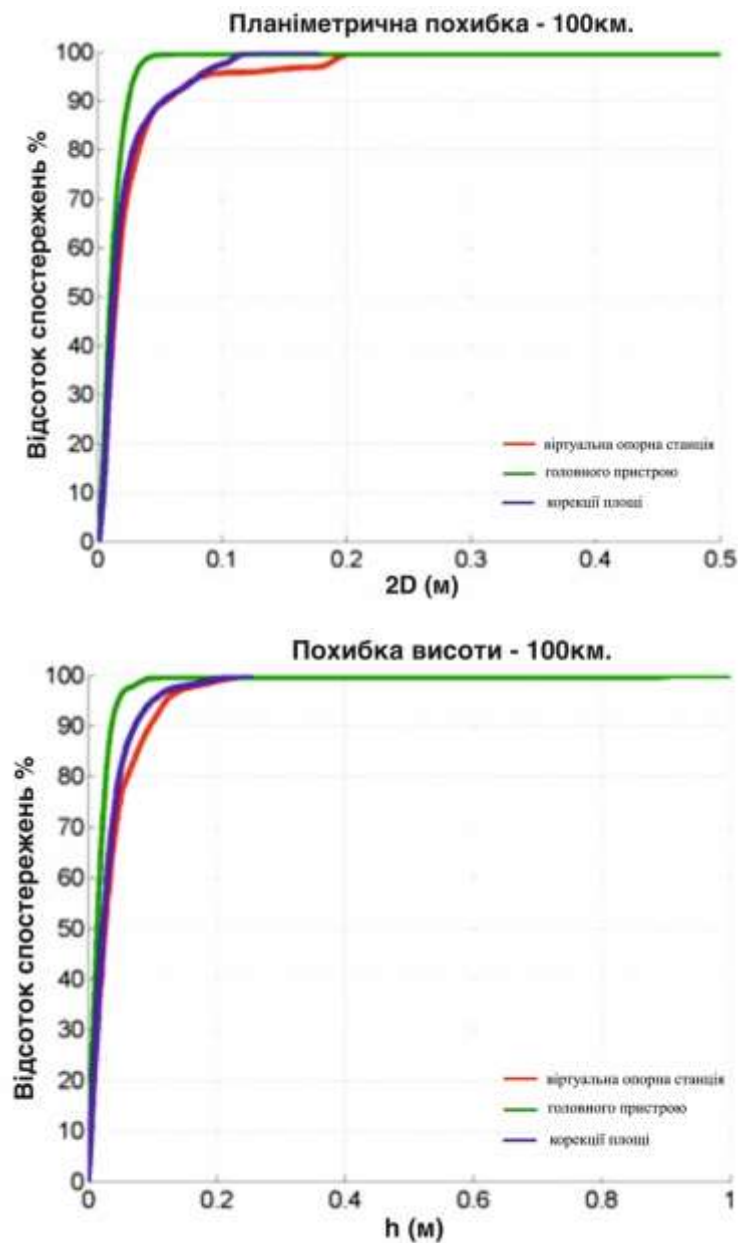 Планіметрична похибка - 100км.
Відсоток спостережень %
100
90
80
70
60
50
40
30
20
10
0
віртуальна опорна станція
головного пристрою
корекції площі
0 0.1 0.2 0.3 0.4 0.5
2D (м)
Похибка висоти - 100км.
Відсоток спостережень %
100
90
80
70
60
50
40
30
20
10
0
віртуальна опорна станція
головного пристрою
корекції площі
0 0.2 0.4 0.6 0.8 1
h (м)